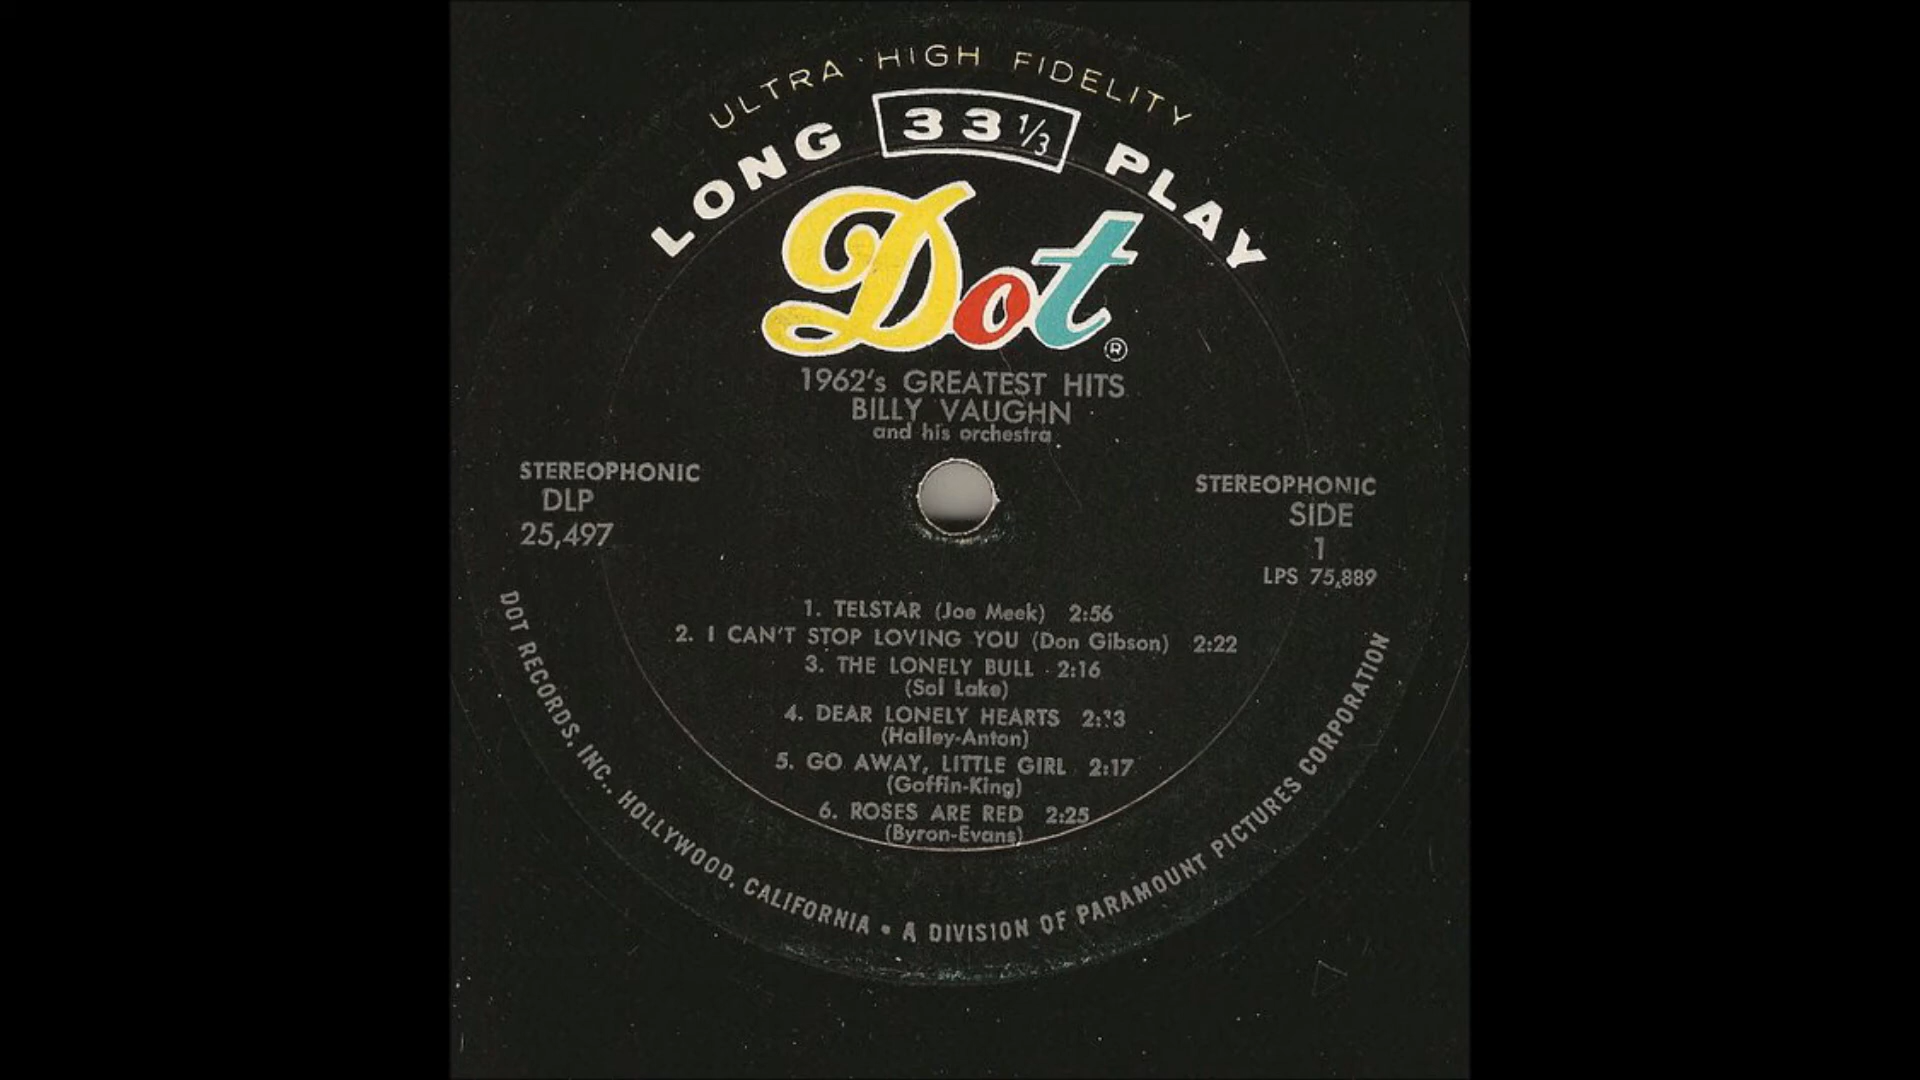 ULTRA·HIGH FIDELITY
LONG 33 1/3 PLAY
Dot®
1962's GREATEST HITS
BILLY VAUGHN
and his orchestra
STEREOPHONIC
DLP
25,497
STEREOPHONIC
SIDE
1
LPS 75,889
1. TELSTAR (Joe Meek) 2:56
2. I CAN'T STOP LOVING YOU (Don Gibson) 2:22
3. THE LONELY BULL 2:16
(Sol Lake)
4. DEAR LONELY HEARTS
(Halley-Anton)
5. GO AWAY, LITTLE GIRL 2:17
(Goffin-King)
6. ROSES ARE RED 2:25
(Byron-Evans)
DOT RECORDS, INC., HOLLYWOOD, CALIFORNIA • A DIVISION OF PARAMOUNT PICTURES CORPORATION